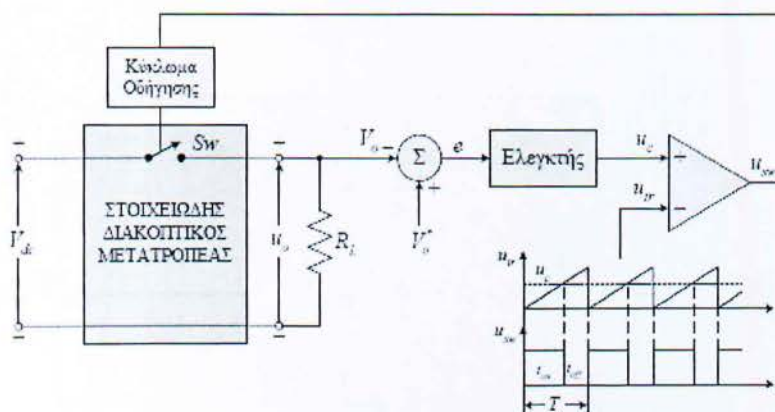 Κύκλωμα
Οδήγησης
Sw
ΣΤΟΙΧΕΙΩΔΗΣ
ΔΙΑΚΟΠΤΙΚΟΣ
ΜΕΤΑΤΡΟΠΕΑΣ
V_dc
u_o
R_L
V_o
Σ
e
V_o*
Ελεγκτής
u_c
u_tr
u_sw
u_tr
u_c
u_sw
t_on
t_off
T